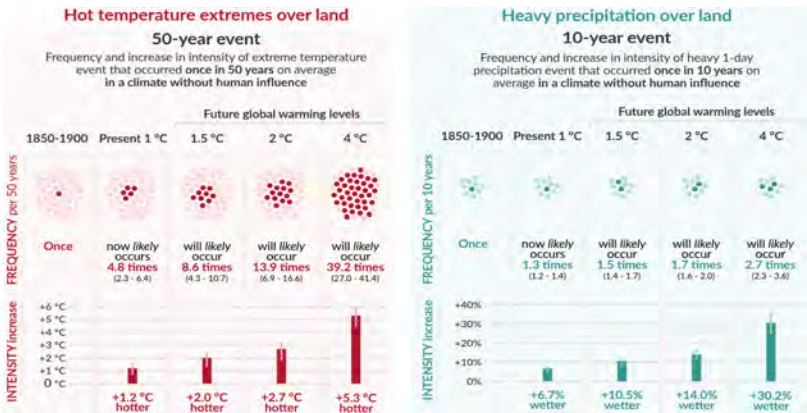 Hot temperature extremes over land
50-year event
Frequency and increase in intensity of extreme temperature
event that occurred once in 50 years on average
in a climate without human influence
Future global warming levels
1850-1900 Present 1 °C 1.5 °C 2 °C 4 °C
FREQUENCY per 50 years
Once
now likely occurs 4.8 times (2.3 - 6.4)
will likely occur 8.6 times (4.3 - 10.7)
will likely occur 13.9 times (6.9 - 16.6)
will likely occur 39.2 times (27.0 - 41.4)
INTENSITY increase
+6 °C
+5 °C
+4 °C
+3 °C
+2 °C
+1 °C
0 °C
+1.2 °C hotter
+2.0 °C hotter
+2.7 °C hotter
+5.3 °C hotter
Heavy precipitation over land
10-year event
Frequency and increase in intensity of heavy 1-day
precipitation event that occurred once in 10 years on
average in a climate without human influence
Future global warming levels
1850-1900 Present 1 °C 1.5 °C 2 °C 4 °C
FREQUENCY per 10 years
Once
now likely occurs 1.3 times (1.2 - 1.4)
will likely occur 1.5 times (1.4 - 1.7)
will likely occur 1.7 times (1.6 - 2.0)
will likely occur 2.7 times (2.3 - 3.6)
INTENSITY increase
+40%
+30%
+20%
+10%
0%
+6.7% wetter
+10.5% wetter
+14.0% wetter
+30.2% wetter